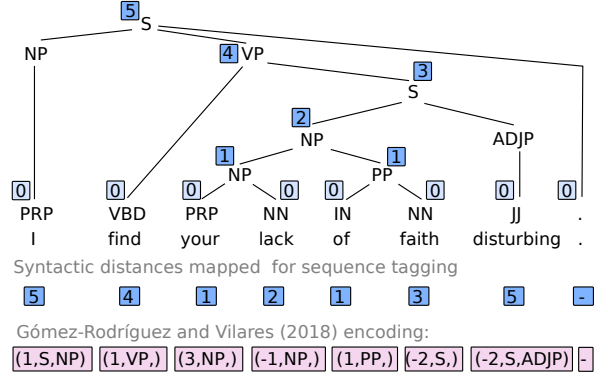 5 S
NP 4 VP
3
S
2
NP ADJP
1 1
NP PP
0 0 0 0 0 0 0 0
PRP VBD PRP NN IN NN JJ .
I find your lack of faith disturbing .
Syntactic distances mapped for sequence tagging
5 4 1 2 1 3 5 -
Gómez-Rodríguez and Vilares (2018) encoding:
(1,S,NP) (1,VP,) (3,NP,) (-1,NP,) (1,PP,) (-2,S,) (-2,S,ADJP) -